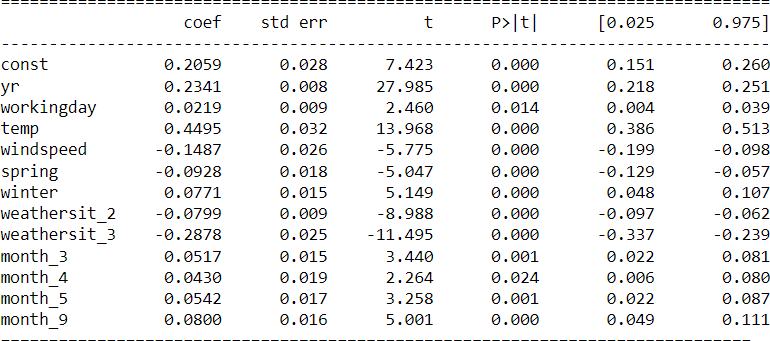 ==============================================================================
                   coef    std err          t      P>|t|      [0.025      0.975]
------------------------------------------------------------------------------
const            0.2059      0.028      7.423      0.000       0.151       0.260
yr               0.2341      0.008     27.985      0.000       0.218       0.251
workingday       0.0219      0.009      2.460      0.014       0.004       0.039
temp             0.4495      0.032     13.968      0.000       0.386       0.513
windspeed       -0.1487      0.026     -5.775      0.000      -0.199      -0.098
spring          -0.0928      0.018     -5.047      0.000      -0.129      -0.057
winter           0.0771      0.015      5.149      0.000       0.048       0.107
weathersit_2    -0.0799      0.009     -8.988      0.000      -0.097      -0.062
weathersit_3    -0.2878      0.025    -11.495      0.000      -0.337      -0.239
month_3          0.0517      0.015      3.440      0.001       0.022       0.081
month_4          0.0430      0.019      2.264      0.024       0.006       0.080
month_5          0.0542      0.017      3.258      0.001       0.022       0.087
month_9          0.0800      0.016      5.001      0.000       0.049       0.111
------------------------------------------------------------------------------